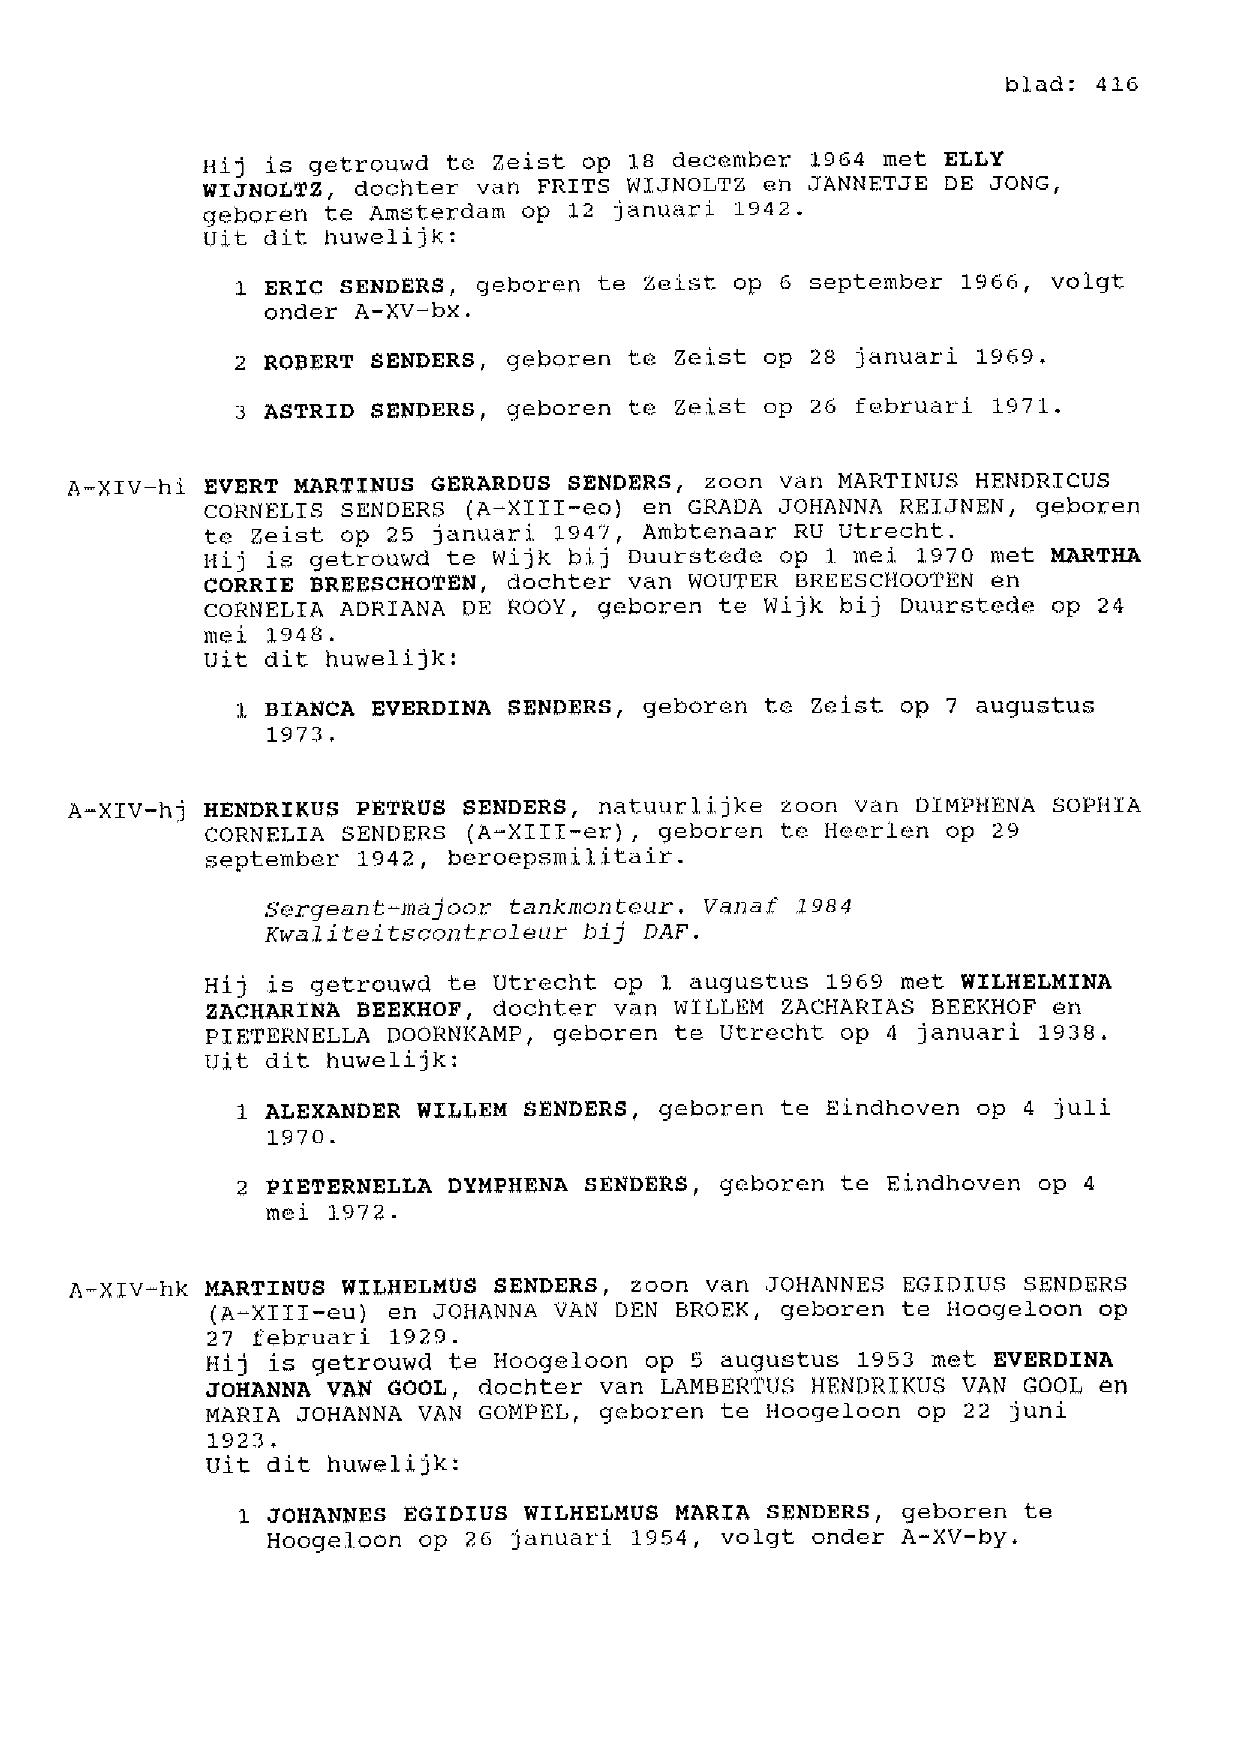 blad: 416
Hij is getrouwd te Zeist op 18 december 1964 met ELLY
WIJNOLTZ, dochter van FRITS WIJNOLTZ en JANNETJE DE JONG,
geboren te Amsterdam op 12 januari 1942.
Uit dit huwelijk:
1 ERIC SENDERS, geboren te Zeist op 6 september 1966, volgt
onder A-XV-bx.
2 ROBERT SENDERS, geboren te Zeist op 28 januari 1969.
3 ASTRID SENDERS, geboren te Zeist op 26 februari 1971.
A-XIV-hi EVERT MARTINUS GERARDUS SENDERS, zoon van MARTINUS HENDRICUS
CORNELIS SENDERS (A-XIII-eo) en GRADA JOHANNA REIJNEN, geboren
te Zeist op 25 januari 1947, Ambtenaar RU Utrecht.
Hij is getrouwd te Wijk bij Duurstede op 1 mei 1970 met MARTHA
CORRIE BREESCHOTEN, dochter van WOUTER BREESCHOOTEN en
CORNELIA ADRIANA DE ROOY, geboren te Wijk bij Duurstede op 24
mei 1948.
Uit dit huwelijk:
1 BIANCA EVERDINA SENDERS, geboren te Zeist op 7 augustus
1973.
A-XIV-hj HENDRIKUS PETRUS SENDERS, natuurlijke zoon van DIMPHENA SOPHIA
CORNELIA SENDERS (A-XIII-er), geboren te Heerlen op 29
september 1942, beroepsmilitair.
Sergeant-majoor tankmonteur. Vanaf 1984
Kwaliteitscontroleur bij DAF.
Hij is getrouwd te Utrecht op 1 augustus 1969 met WILHELMINA
ZACHARINA BEEKHOF, dochter van WILLEM ZACHARIAS BEEKHOF en
PIETERNELLA DOORNKAMP, geboren te Utrecht op 4 januari 1938.
Uit dit huwelijk:
1 ALEXANDER WILLEM SENDERS, geboren te Eindhoven op 4 juli
1970.
2 PIETERNELLA DYMPHENA SENDERS, geboren te Eindhoven op 4
mei 1972.
A-XIV-hk MARTINUS WILHELMUS SENDERS, zoon van JOHANNES EGIDIUS SENDERS
(A-XIII-eu) en JOHANNA VAN DEN BROEK, geboren te Hoogeloon op
27 februari 1929.
Hij is getrouwd te Hoogeloon op 5 augustus 1953 met EVERDINA
JOHANNA VAN GOOL, dochter van LAMBERTUS HENDRIKUS VAN GOOL en
MARIA JOHANNA VAN GOMPEL, geboren te Hoogeloon op 22 juni
1923.
Uit dit huwelijk:
1 JOHANNES EGIDIUS WILHELMUS MARIA SENDERS, geboren te
Hoogeloon op 26 januari 1954, volgt onder A-XV-by.